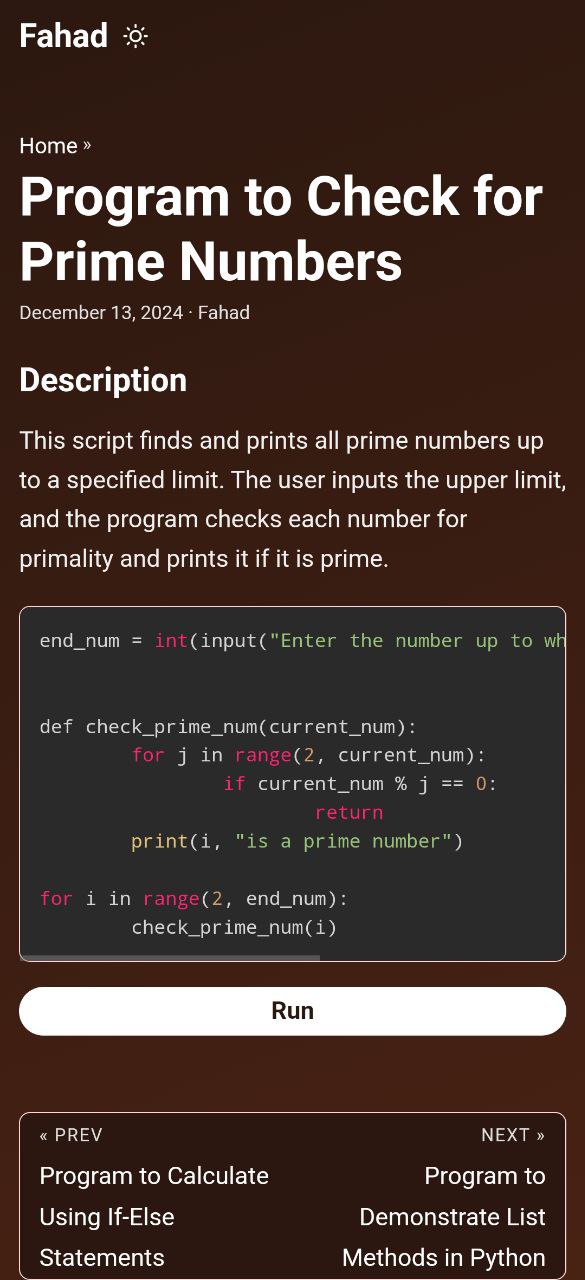 Fahad
Home »
Program to Check for
Prime Numbers
December 13, 2024 · Fahad
Description
This script finds and prints all prime numbers up
to a specified limit. The user inputs the upper limit,
and the program checks each number for
primality and prints it if it is prime.
end_num = int(input("Enter the number up to
def check_prime_num(current_num):
        for j in range(2, current_num):
                if current_num % j == 0:
                        return
        print(i, "is a prime number")
for i in range(2, end_num):
        check_prime_num(i)
Run
« PREV
Program to Calculate
Using If-Else
Statements
NEXT »
Program to
Demonstrate List
Methods in Python